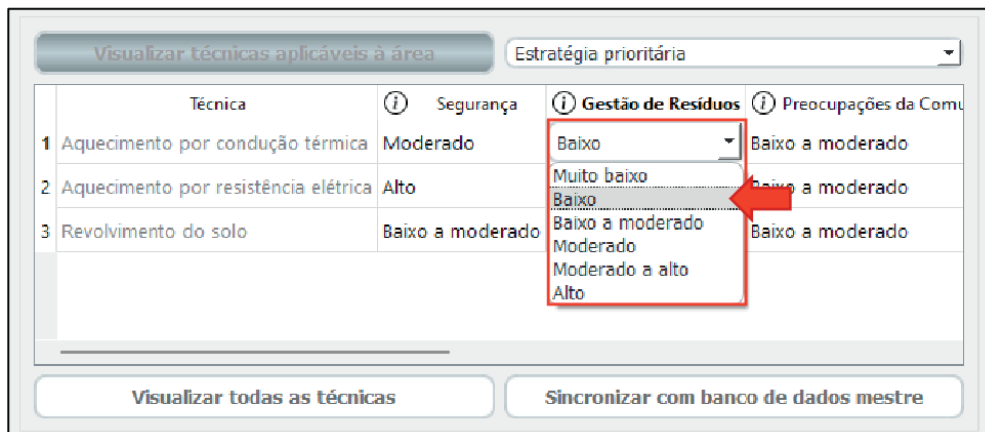 Visualizar técnicas aplicáveis à área
Estratégia prioritária
Técnica
Segurança
Gestão de Resíduos
Preocupações da Comu
1 Aquecimento por condução térmica Moderado Baixo Baixo a moderado
2 Aquecimento por resistência elétrica Alto Baixo a moderado
3 Revolvimento do solo Baixo a moderado Baixo a moderado
Muito baixo
Baixo
Baixo a moderado
Moderado
Moderado a alto
Alto
Visualizar todas as técnicas
Sincronizar com banco de dados mestre